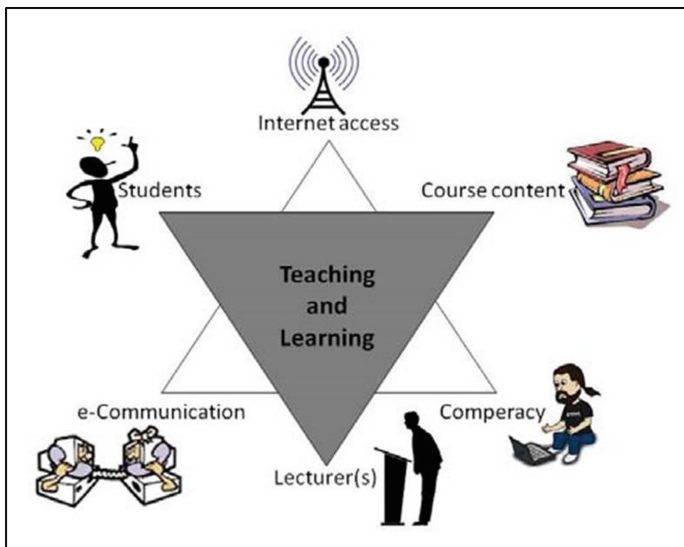 Internet access
Students
Course content
Teaching
and
Learning
e-Communication
Comperacy
Lecturer(s)